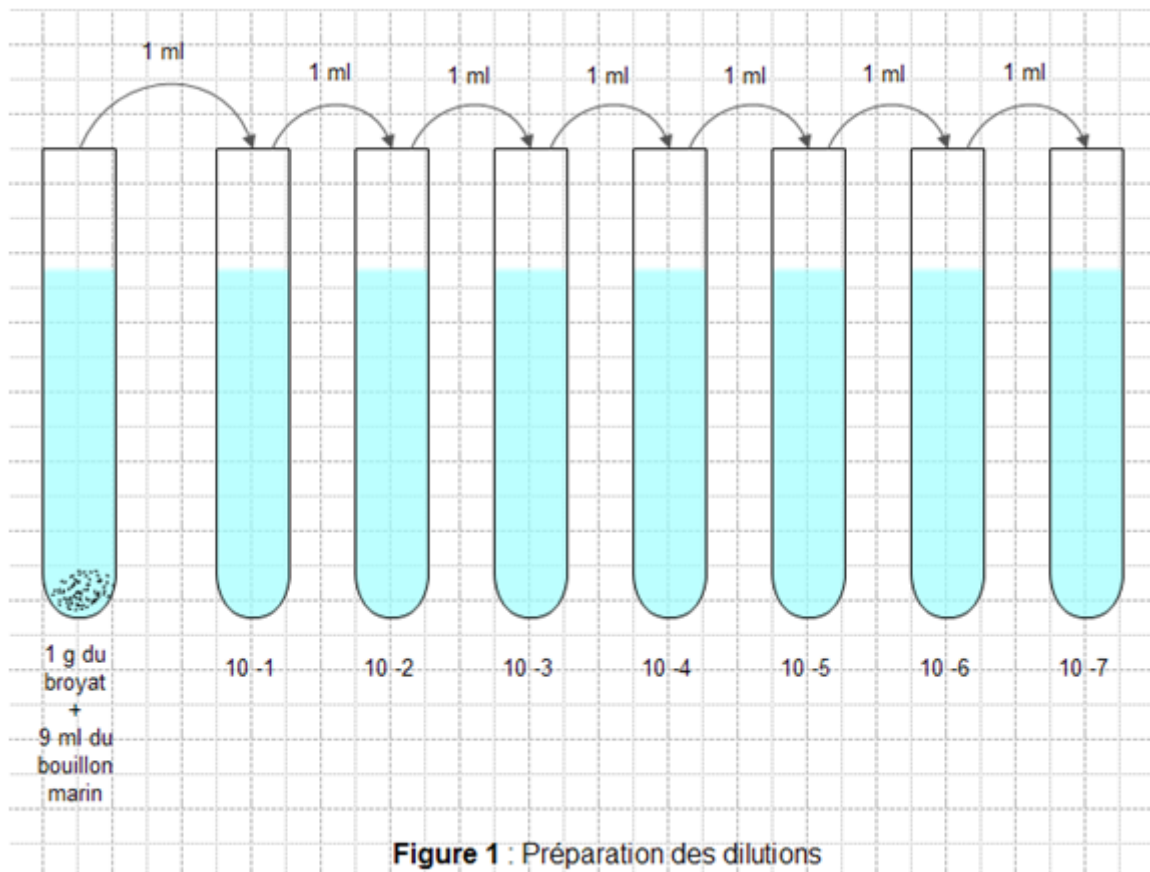 1 ml
1 ml
1 ml
1 ml
1 ml
1 ml
1 ml
1 g du
broyat
+
9 ml du
bouillon
marin
10 -1
10 -2
10 -3
10 -4
10 -5
10 -6
10 -7
Figure 1 : Préparation des dilutions